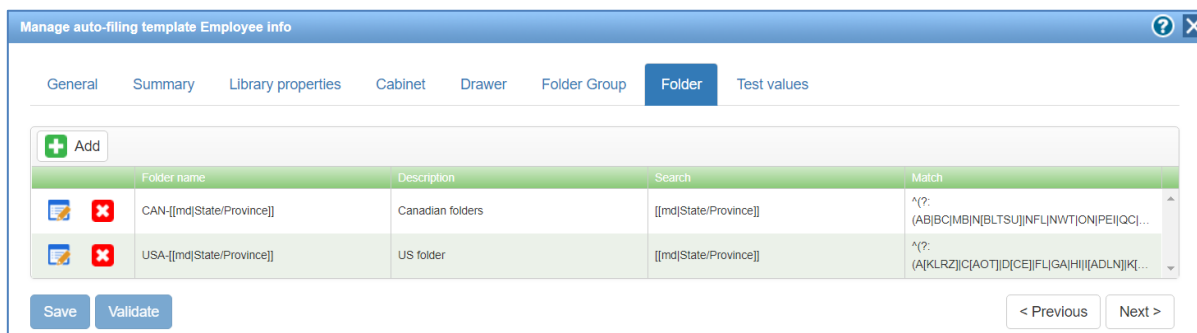 Manage auto-filing template Employee info
General Summary Library properties Cabinet Drawer Folder Group Folder Test values
Add
Folder name Description Search Match
CAN-[[md|State/Province]] Canadian folders [[md|State/Province]] ^(?:
(AB|BC|MB|N[BLTSU]|NFL|NWT|ON|PEI|QC|...
USA-[[md|State/Province]] US folder [[md|State/Province]] ^(?:
(A[KLRZ]|C[AOT]|D[CE]|FL|GA|HI|I[ADLN]|K[...
Save Validate < Previous Next >